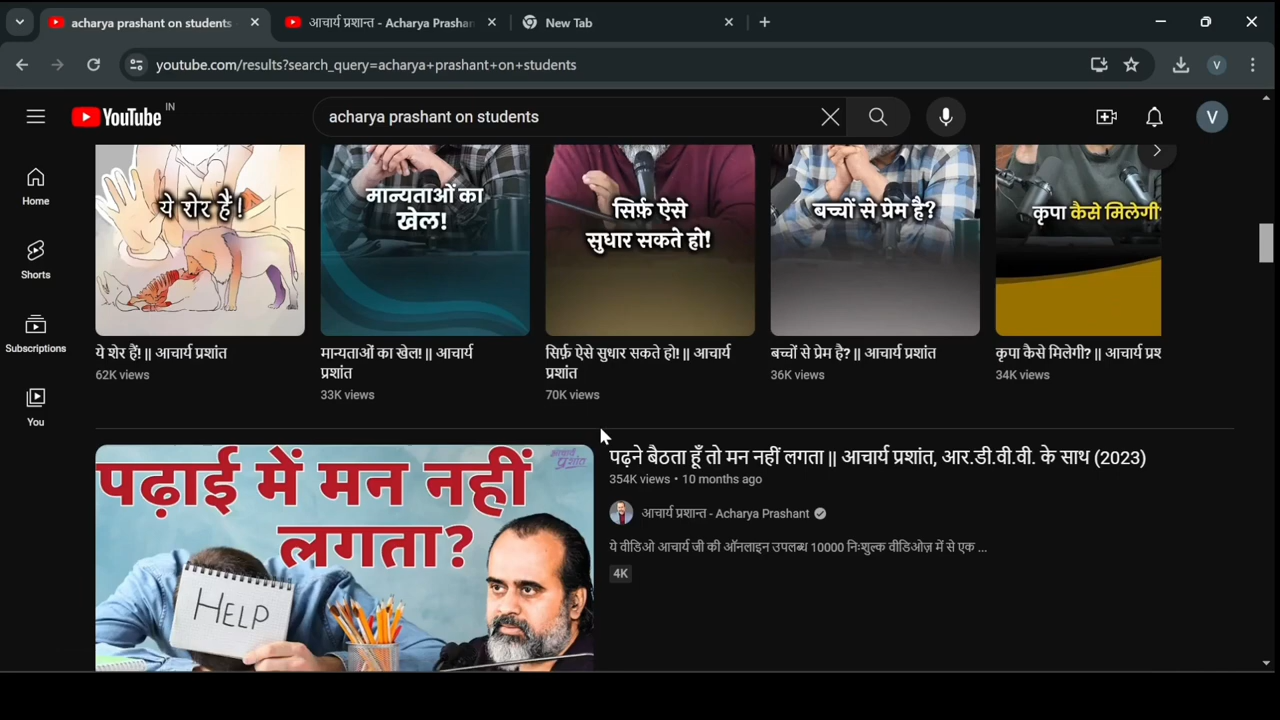 acharya prashant on students
आचार्य प्रशान्त - Acharya Prashan
New Tab
youtube.com/results?search_query=acharya+prashant+on+students
V
YouTube
IN
acharya prashant on students
V
Home
Shorts
Subscriptions
You
ये शेर हैं!
मान्यताओं का
खेल!
सिर्फ़ ऐसे
सुधार सकते हो!
बच्चों से प्रेम है?
कृपा कैसे मिलेगी
ये शेर हैं! || आचार्य प्रशांत
62K views
मान्यताओं का खेल! || आचार्य
प्रशांत
33K views
सिर्फ़ ऐसे सुधार सकते हो! || आचार्य
प्रशांत
70K views
बच्चों से प्रेम है? || आचार्य प्रशांत
36K views
कृपा कैसे मिलेगी? || आचार्य प्रश
34K views
पढ़ाई में मन नहीं
लगता?
आचार्य
प्रशांत
HELP
पढ़ने बैठता हूँ तो मन नहीं लगता || आचार्य प्रशांत, आर.डी.वी.वी. के साथ (2023)
354K views • 10 months ago
आचार्य प्रशान्त - Acharya Prashant
ये वीडिओ आचार्य जी की ऑनलाइन उपलब्ध 10000 निःशुल्क वीडिओज़ में से एक ...
4K